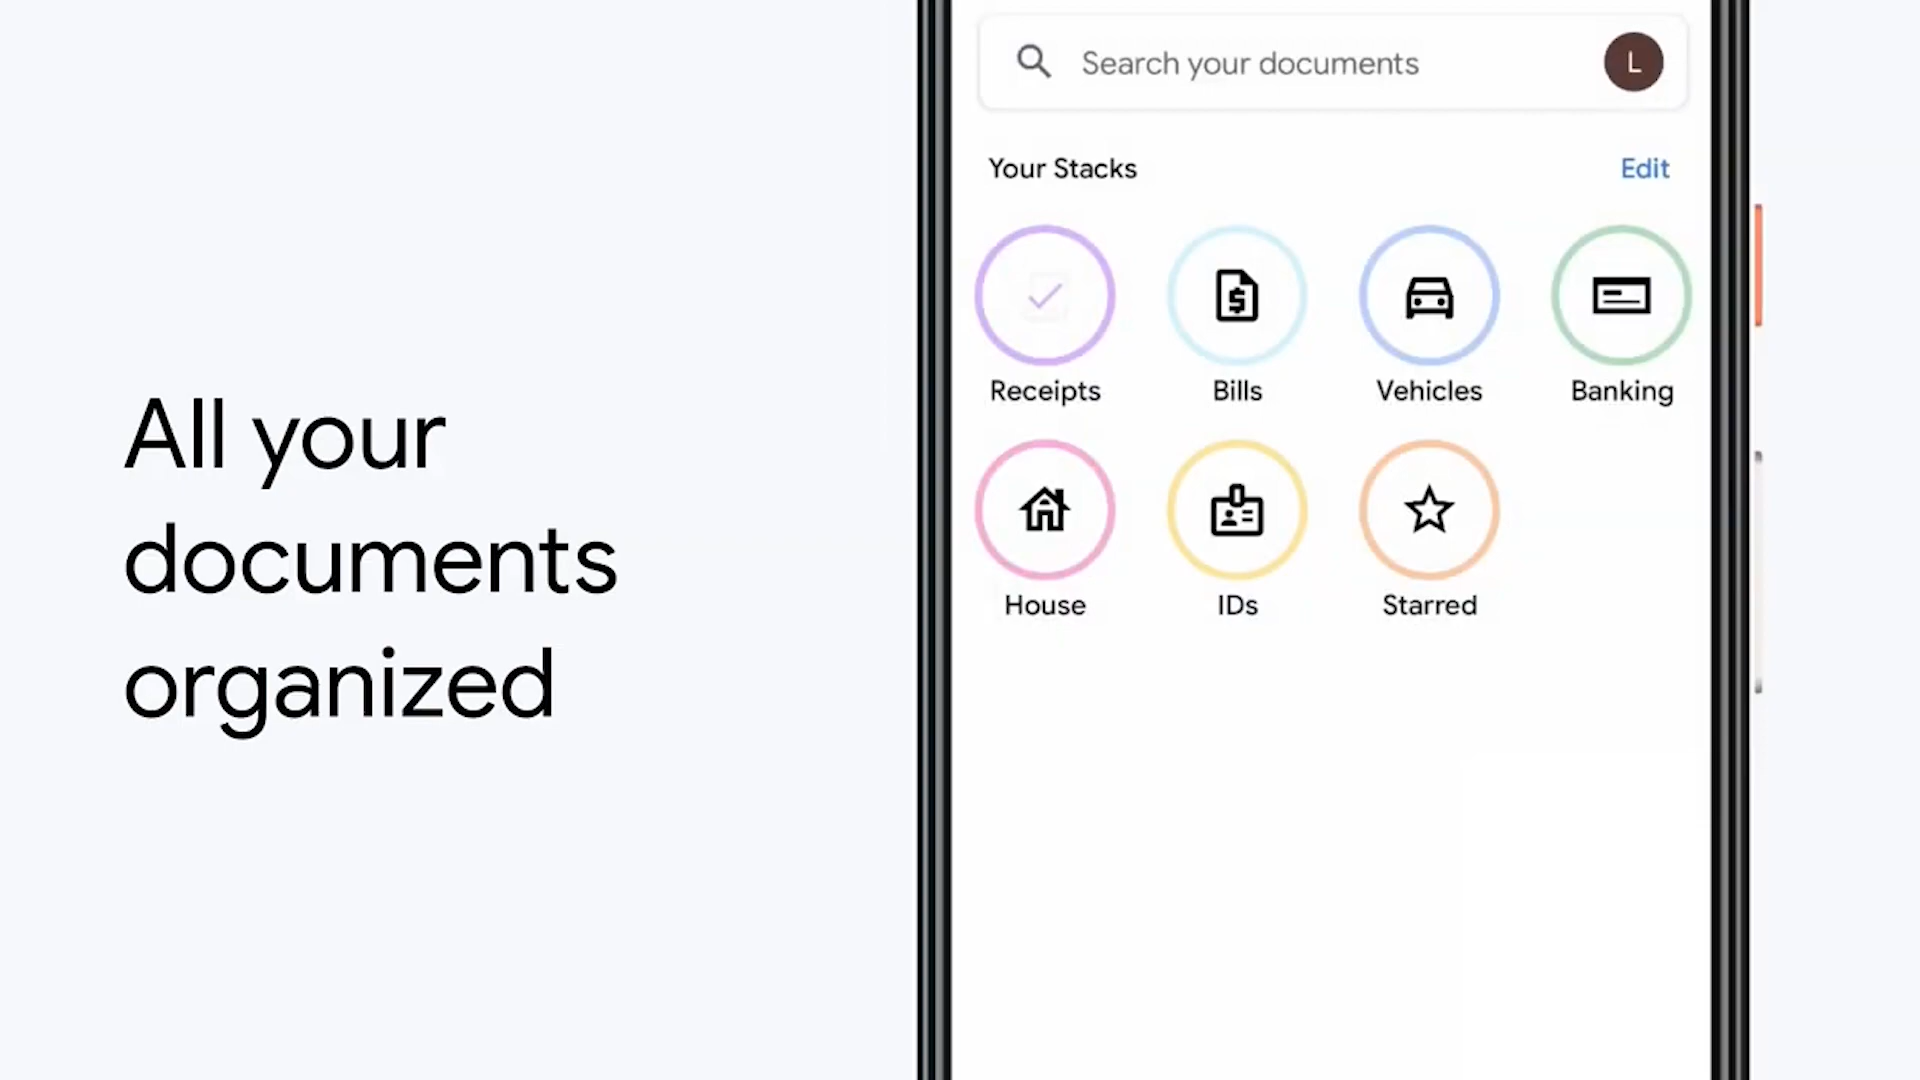 All your
documents
organized
Search your documents
L
Your Stacks
Edit
Receipts
Bills
Vehicles
Banking
House
IDs
Starred